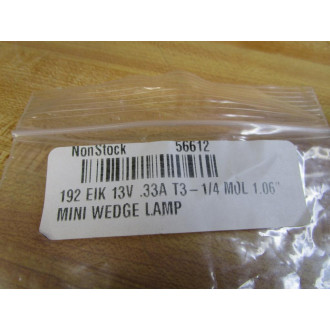 NonStock 56612
192 EIK 13V .33A T3-1/4 MOL 1.06"
MINI WEDGE LAMP